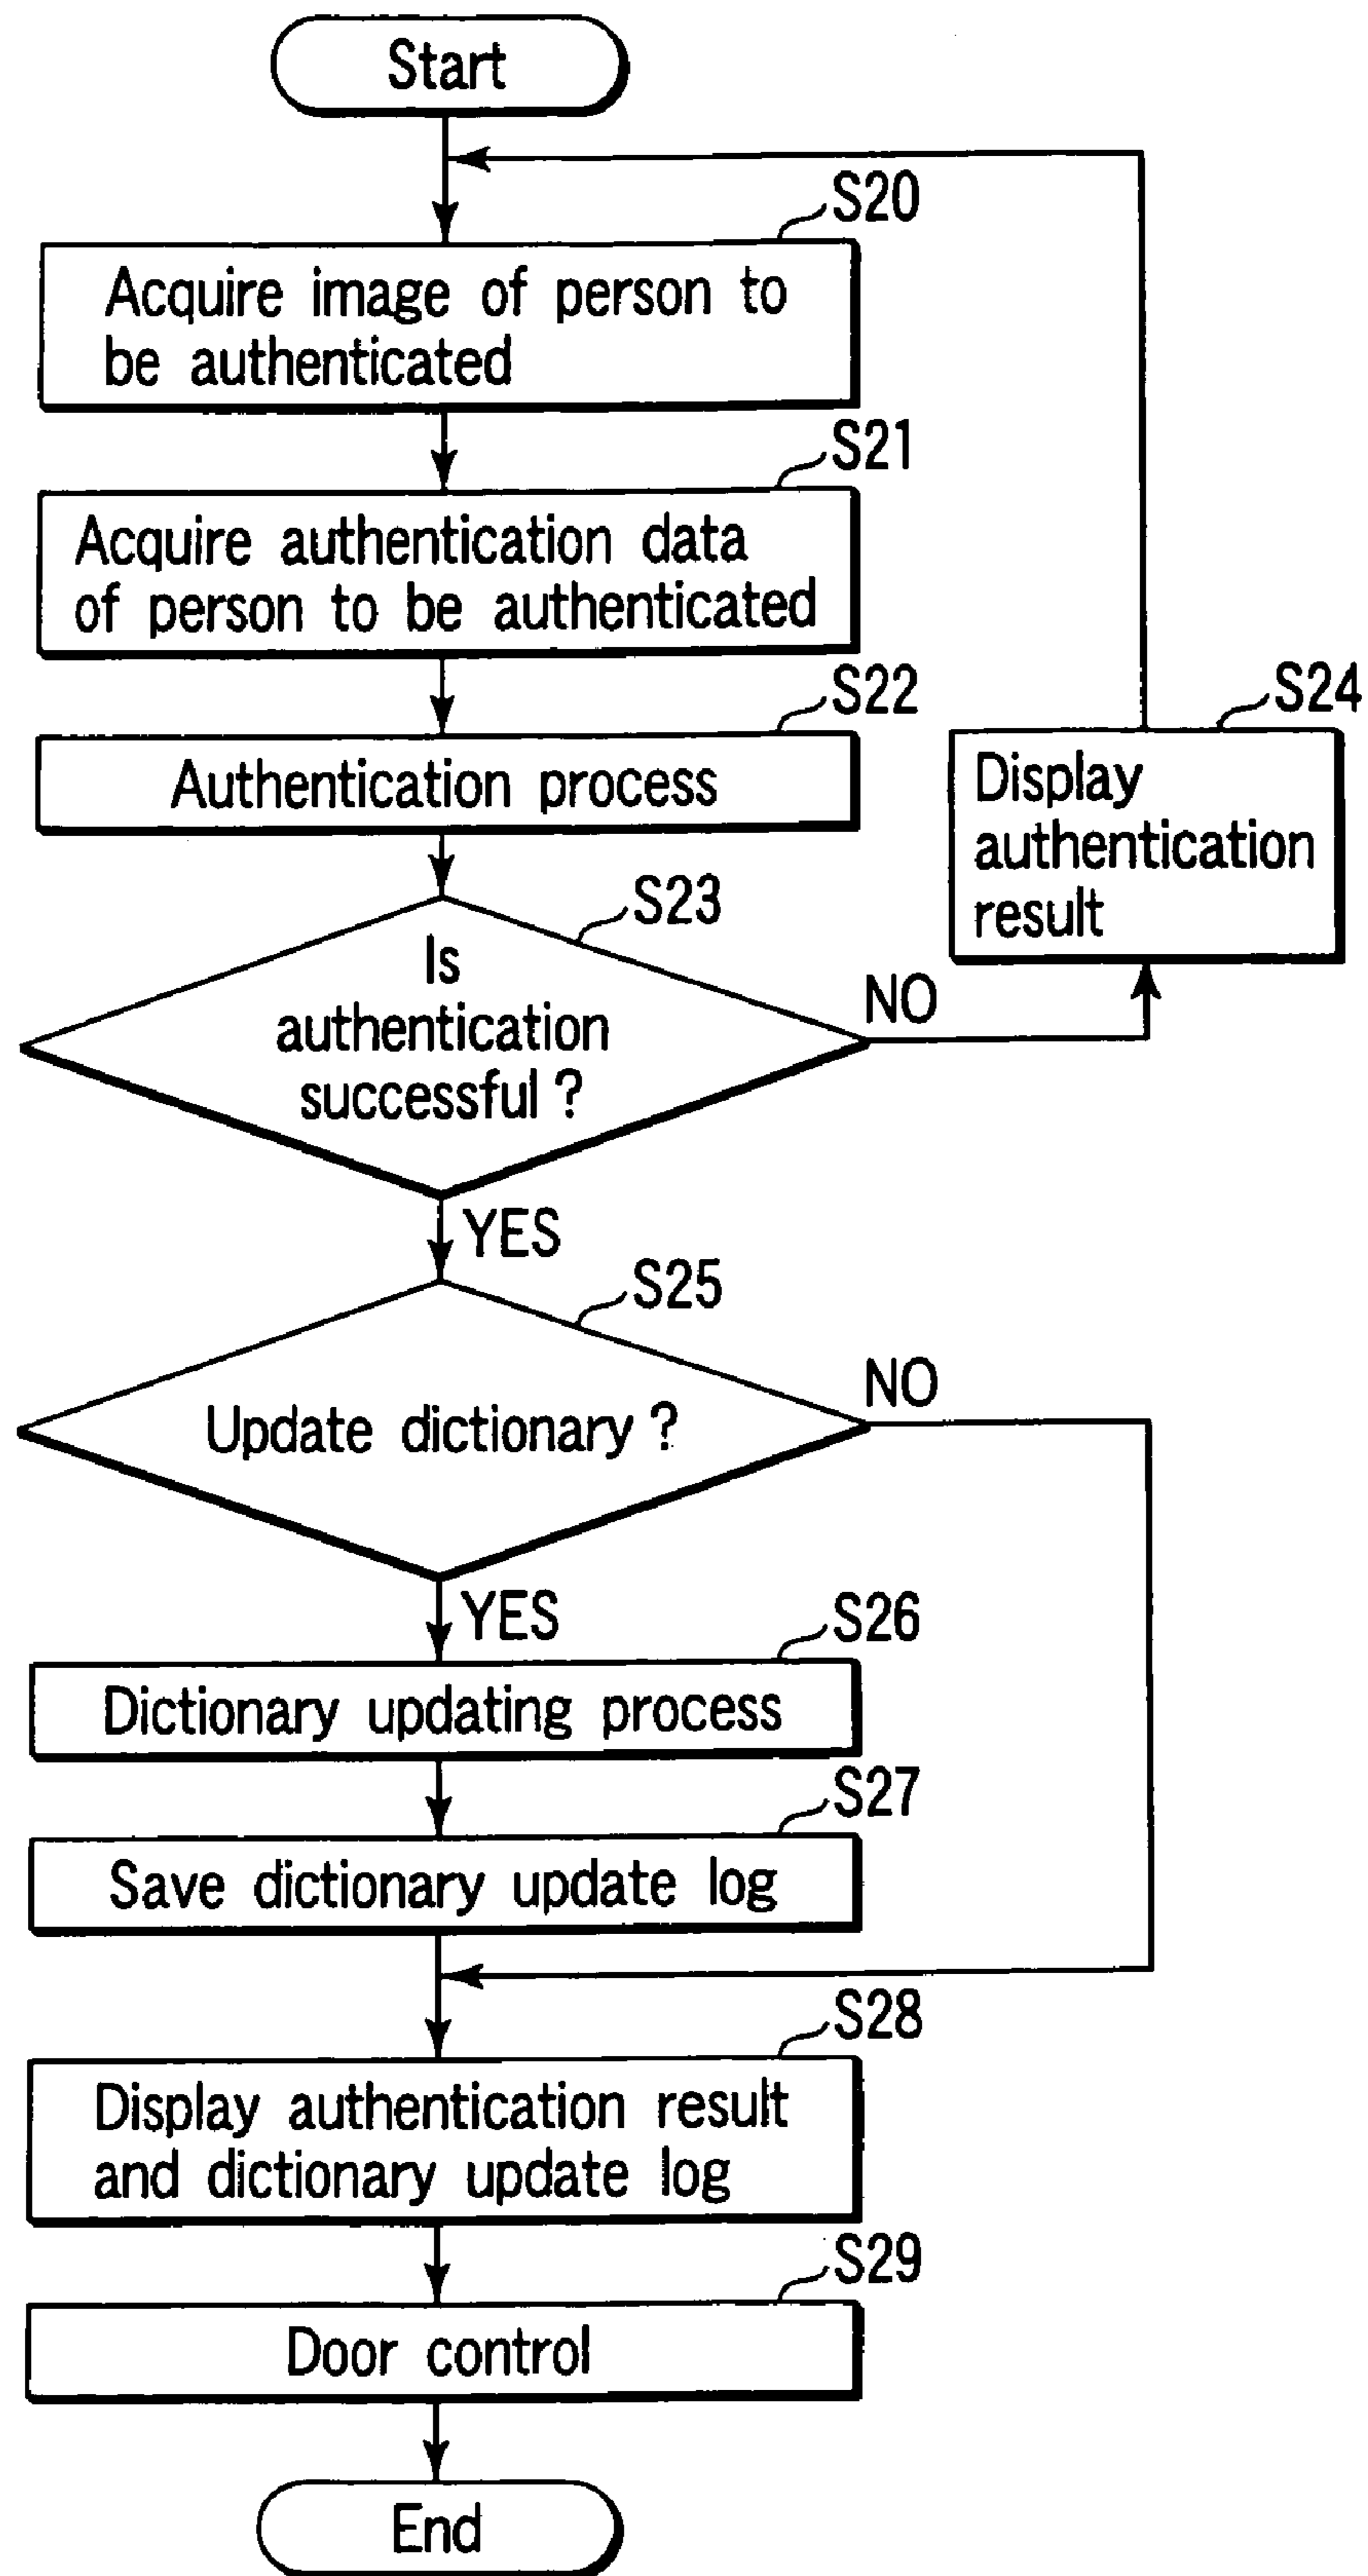 Start
S20
Acquire image of person to
be authenticated
S21
Acquire authentication data
of person to be authenticated
S22
Authentication process
S24
Display
authentication
result
S23
Is
authentication
successful ?
NO
YES
S25
Update dictionary ?
NO
YES
S26
Dictionary updating process
S27
Save dictionary update log
S28
Display authentication result
and dictionary update log
S29
Door control
End